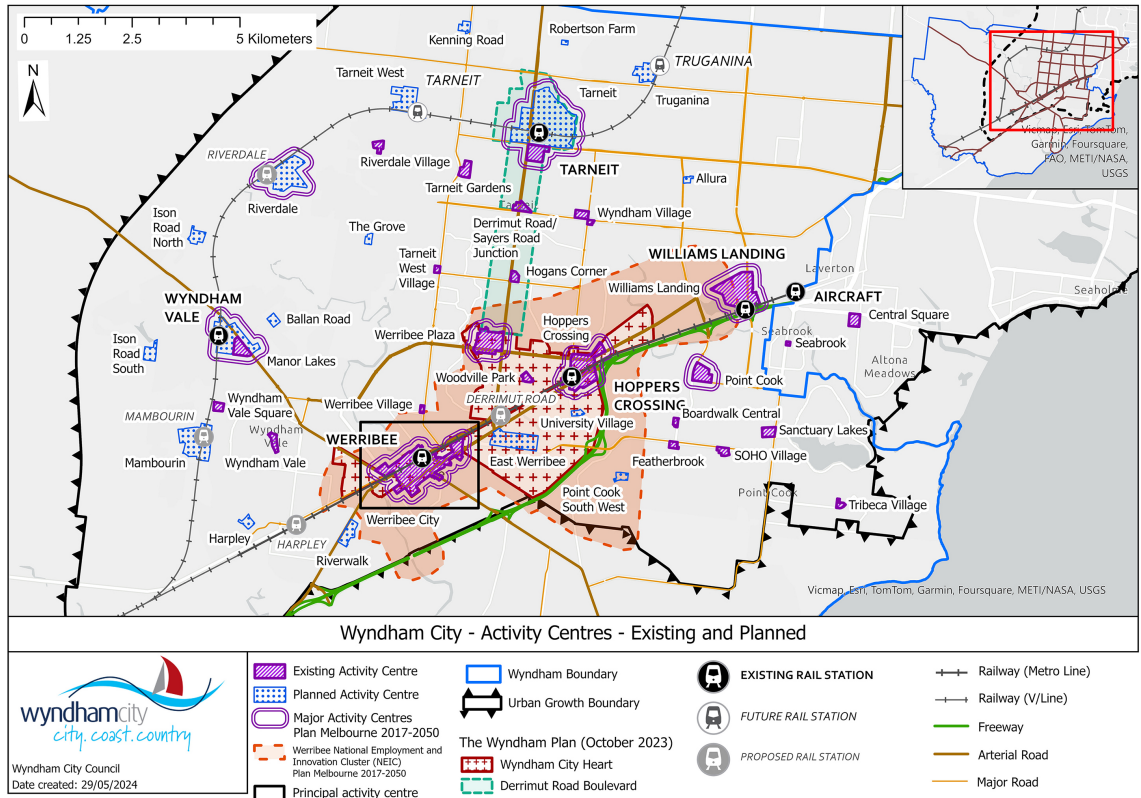 0 1.25 2.5 5 Kilometers
N
Kenning Road
Robertson Farm
TRUGANINA
Tarneit West
TARNEIT
Tarneit
Truganina
RIVERDALE
Riverdale Village
TARNEIT
Riverdale
Tarneit Gardens
Allura
Ison
Road
North
The Grove
Derrimut Road/
Sayers Road
Junction
Wyndham Village
Tarneit
West
Village
Hogans Corner
WILLIAMS LANDING
Williams Landing
Laverton
AIRCRAFT
Seaholme
WYNDHAM
VALE
Ballan Road
Werribee Plaza
Hoppers
Crossing
Seabrook
Central Square
Seabrook
Ison
Road
South
Manor Lakes
Altona
Meadows
Woodville Park
HOPPERS
CROSSING
Point Cook
Wyndham
Vale Square
DERRIMUT ROAD
Werribee Village
MAMBOURIN
Wyndham
Vale
University Village
Boardwalk Central
WERRIBEE
Sanctuary Lakes
Mambourin
Wyndham Vale
East Werribee
Featherbrook
SOHO Village
Point Cook
South West
Point Cook
Tribeca Village
Werribee City
Harpley
HARPLEY
Riverwalk
Vicmap, Esri, TomTom,
Garmin, Foursquare,
FAO, METI/NASA,
USGS
Vicmap, Esri, TomTom, Garmin, Foursquare, METI/NASA, USGS
Wyndham City - Activity Centres - Existing and Planned
wyndhamcity
city. coast. country
Wyndham City Council
Date created: 29/05/2024
Existing Activity Centre
Planned Activity Centre
Major Activity Centres
Plan Melbourne 2017-2050
Werribee National Employment and
Innovation Cluster (NEIC)
Plan Melbourne 2017-2050
Principal activity centre
Wyndham Boundary
Urban Growth Boundary
The Wyndham Plan (October 2023)
Wyndham City Heart
Derrimut Road Boulevard
EXISTING RAIL STATION
FUTURE RAIL STATION
PROPOSED RAIL STATION
Railway (Metro Line)
Railway (V/Line)
Freeway
Arterial Road
Major Road